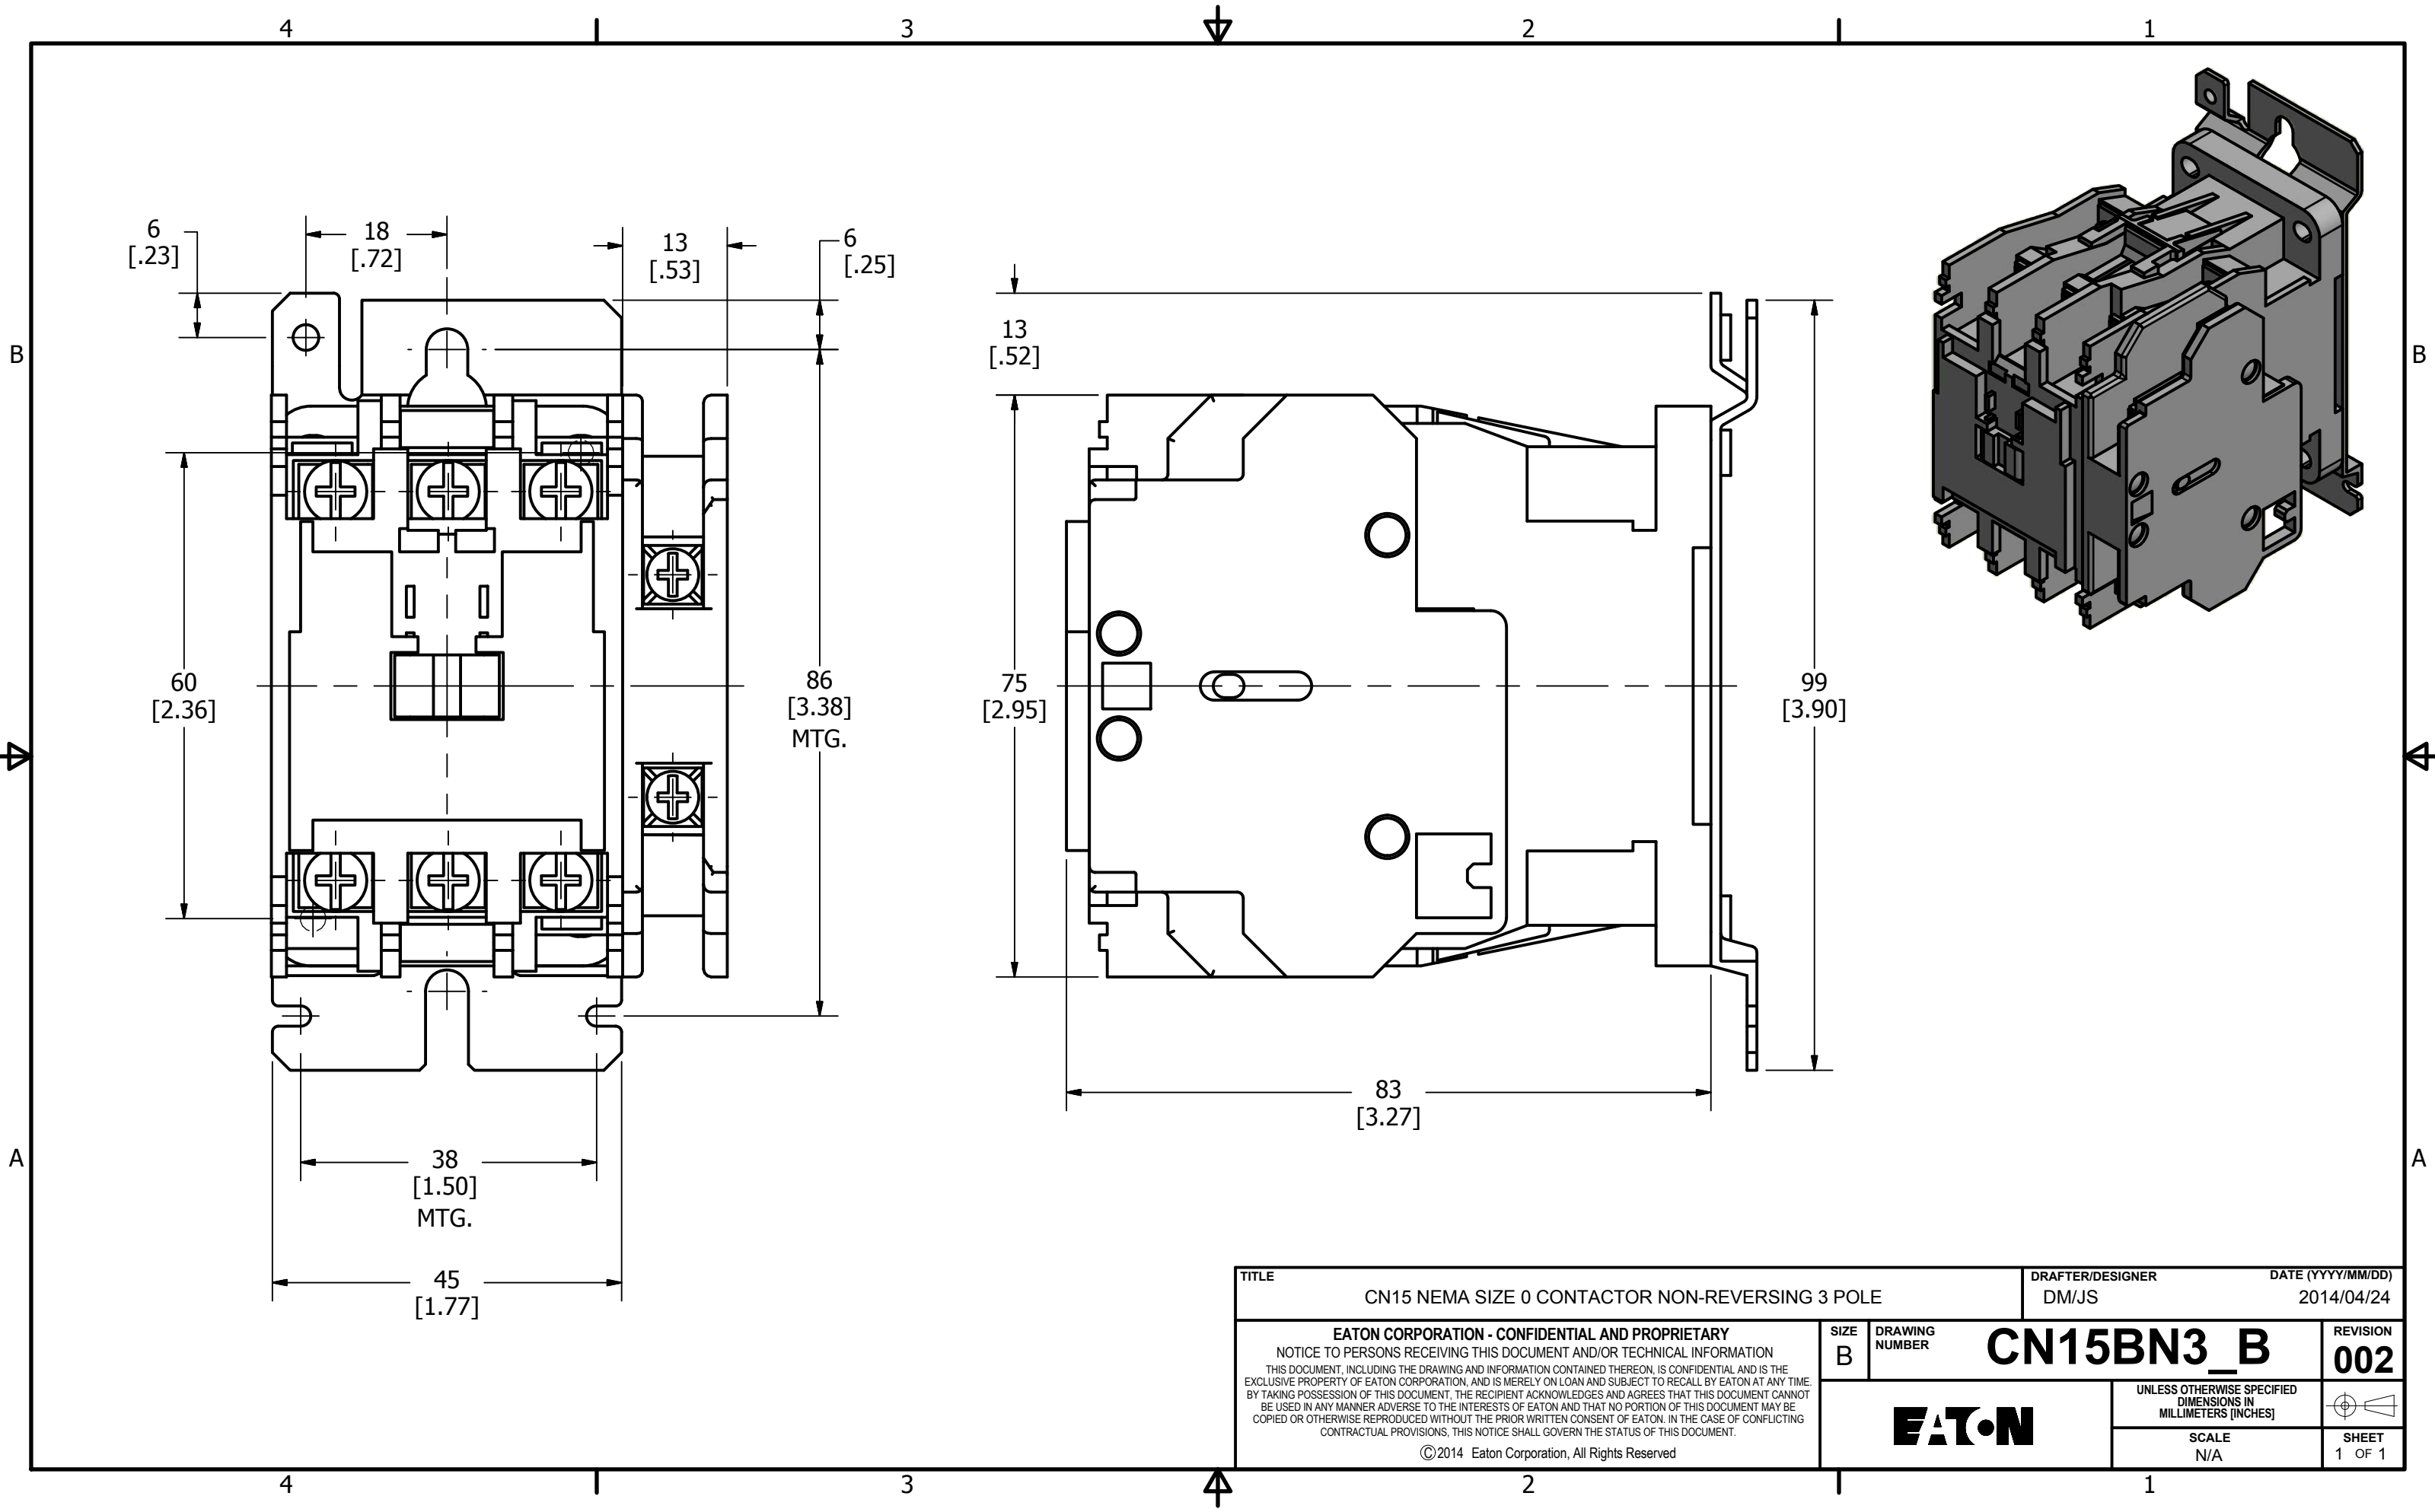 4 3 2 1
B
B
A
A
6
[.23]
18
[.72]
13
[.53]
6
[.25]
60
[2.36]
86
[3.38]
MTG.
38
[1.50]
MTG.
45
[1.77]
13
[.52]
75
[2.95]
99
[3.90]
83
[3.27]
TITLE
CN15 NEMA SIZE 0 CONTACTOR NON-REVERSING 3 POLE
DRAFTER/DESIGNER
DM/JS
DATE (YYYY/MM/DD)
2014/04/24
EATON CORPORATION - CONFIDENTIAL AND PROPRIETARY
NOTICE TO PERSONS RECEIVING THIS DOCUMENT AND/OR TECHNICAL INFORMATION
THIS DOCUMENT, INCLUDING THE DRAWING AND INFORMATION CONTAINED THEREON, IS CONFIDENTIAL AND IS THE
EXCLUSIVE PROPERTY OF EATON CORPORATION, AND IS MERELY ON LOAN AND SUBJECT TO RECALL BY EATON AT ANY TIME.
BY TAKING POSSESSION OF THIS DOCUMENT, THE RECIPIENT ACKNOWLEDGES AND AGREES THAT THIS DOCUMENT CANNOT
BE USED IN ANY MANNER ADVERSE TO THE INTERESTS OF EATON AND THAT NO PORTION OF THIS DOCUMENT MAY BE
COPIED OR OTHERWISE REPRODUCED WITHOUT THE PRIOR WRITTEN CONSENT OF EATON. IN THE CASE OF CONFLICTING
CONTRACTUAL PROVISIONS, THIS NOTICE SHALL GOVERN THE STATUS OF THIS DOCUMENT.
Ⓒ2014 Eaton Corporation, All Rights Reserved
SIZE
B
DRAWING
NUMBER
CN15BN3_B
REVISION
002
EATON
UNLESS OTHERWISE SPECIFIED
DIMENSIONS IN
MILLIMETERS [INCHES]
SCALE
N/A
SHEET
1 OF 1
4 3 2 1